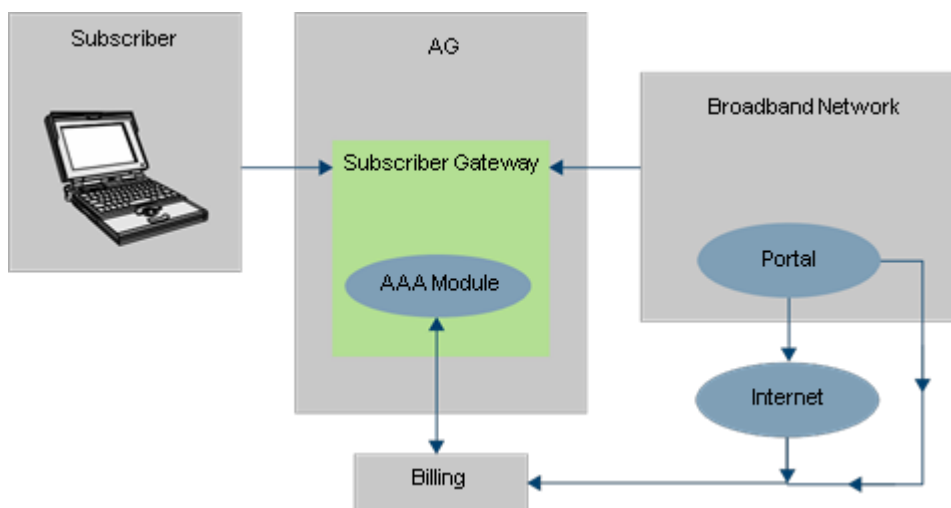 Subscriber
AG
Broadband Network
Subscriber Gateway
Portal
AAA Module
Internet
Billing